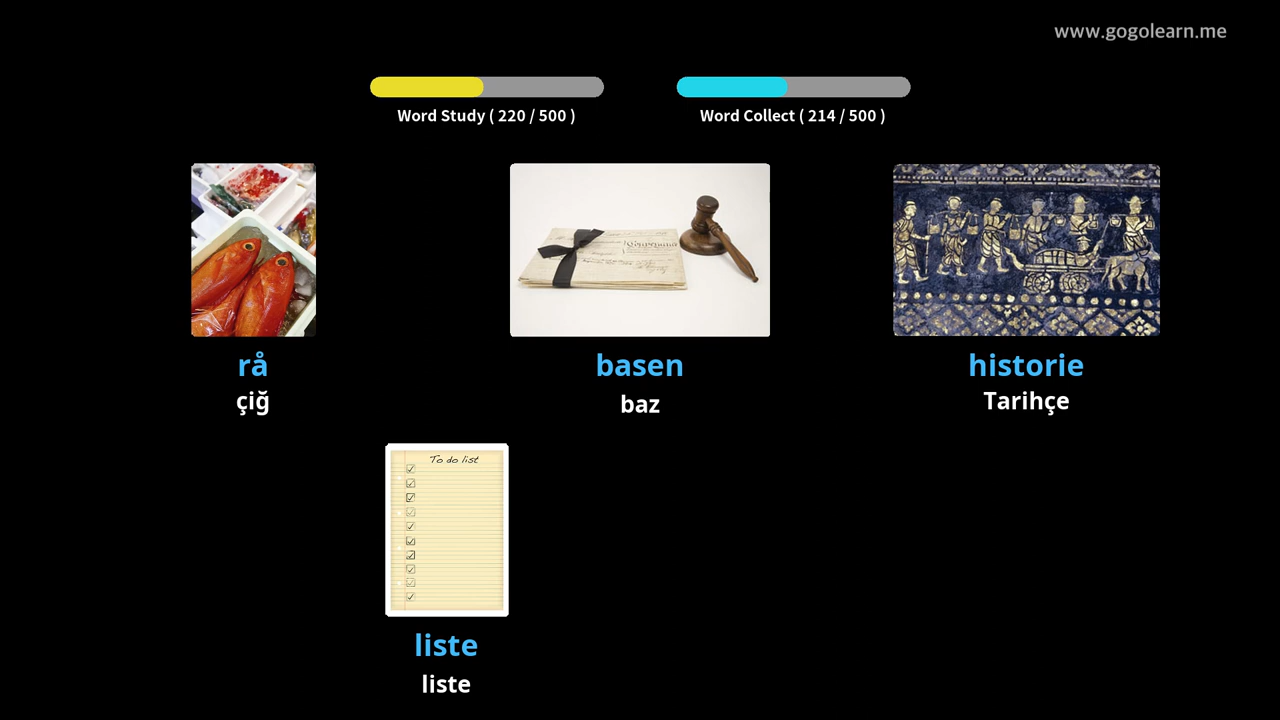 www.gogolearn.me
Word Study ( 220 / 500 )
Word Collect ( 214 / 500 )
rå
çiğ
basen
baz
historie
Tarihçe
To do list
liste
liste